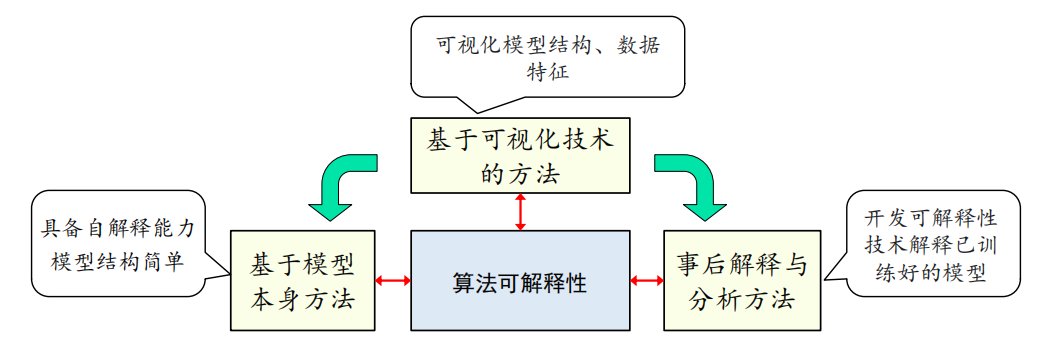 可视化模型结构、数据
特征
基于可视化技术
的方法
具备自解释能力
模型结构简单
基于模型
本身方法
算法可解释性
事后解释与
分析方法
开发可解释性
技术解释已训
练好的模型